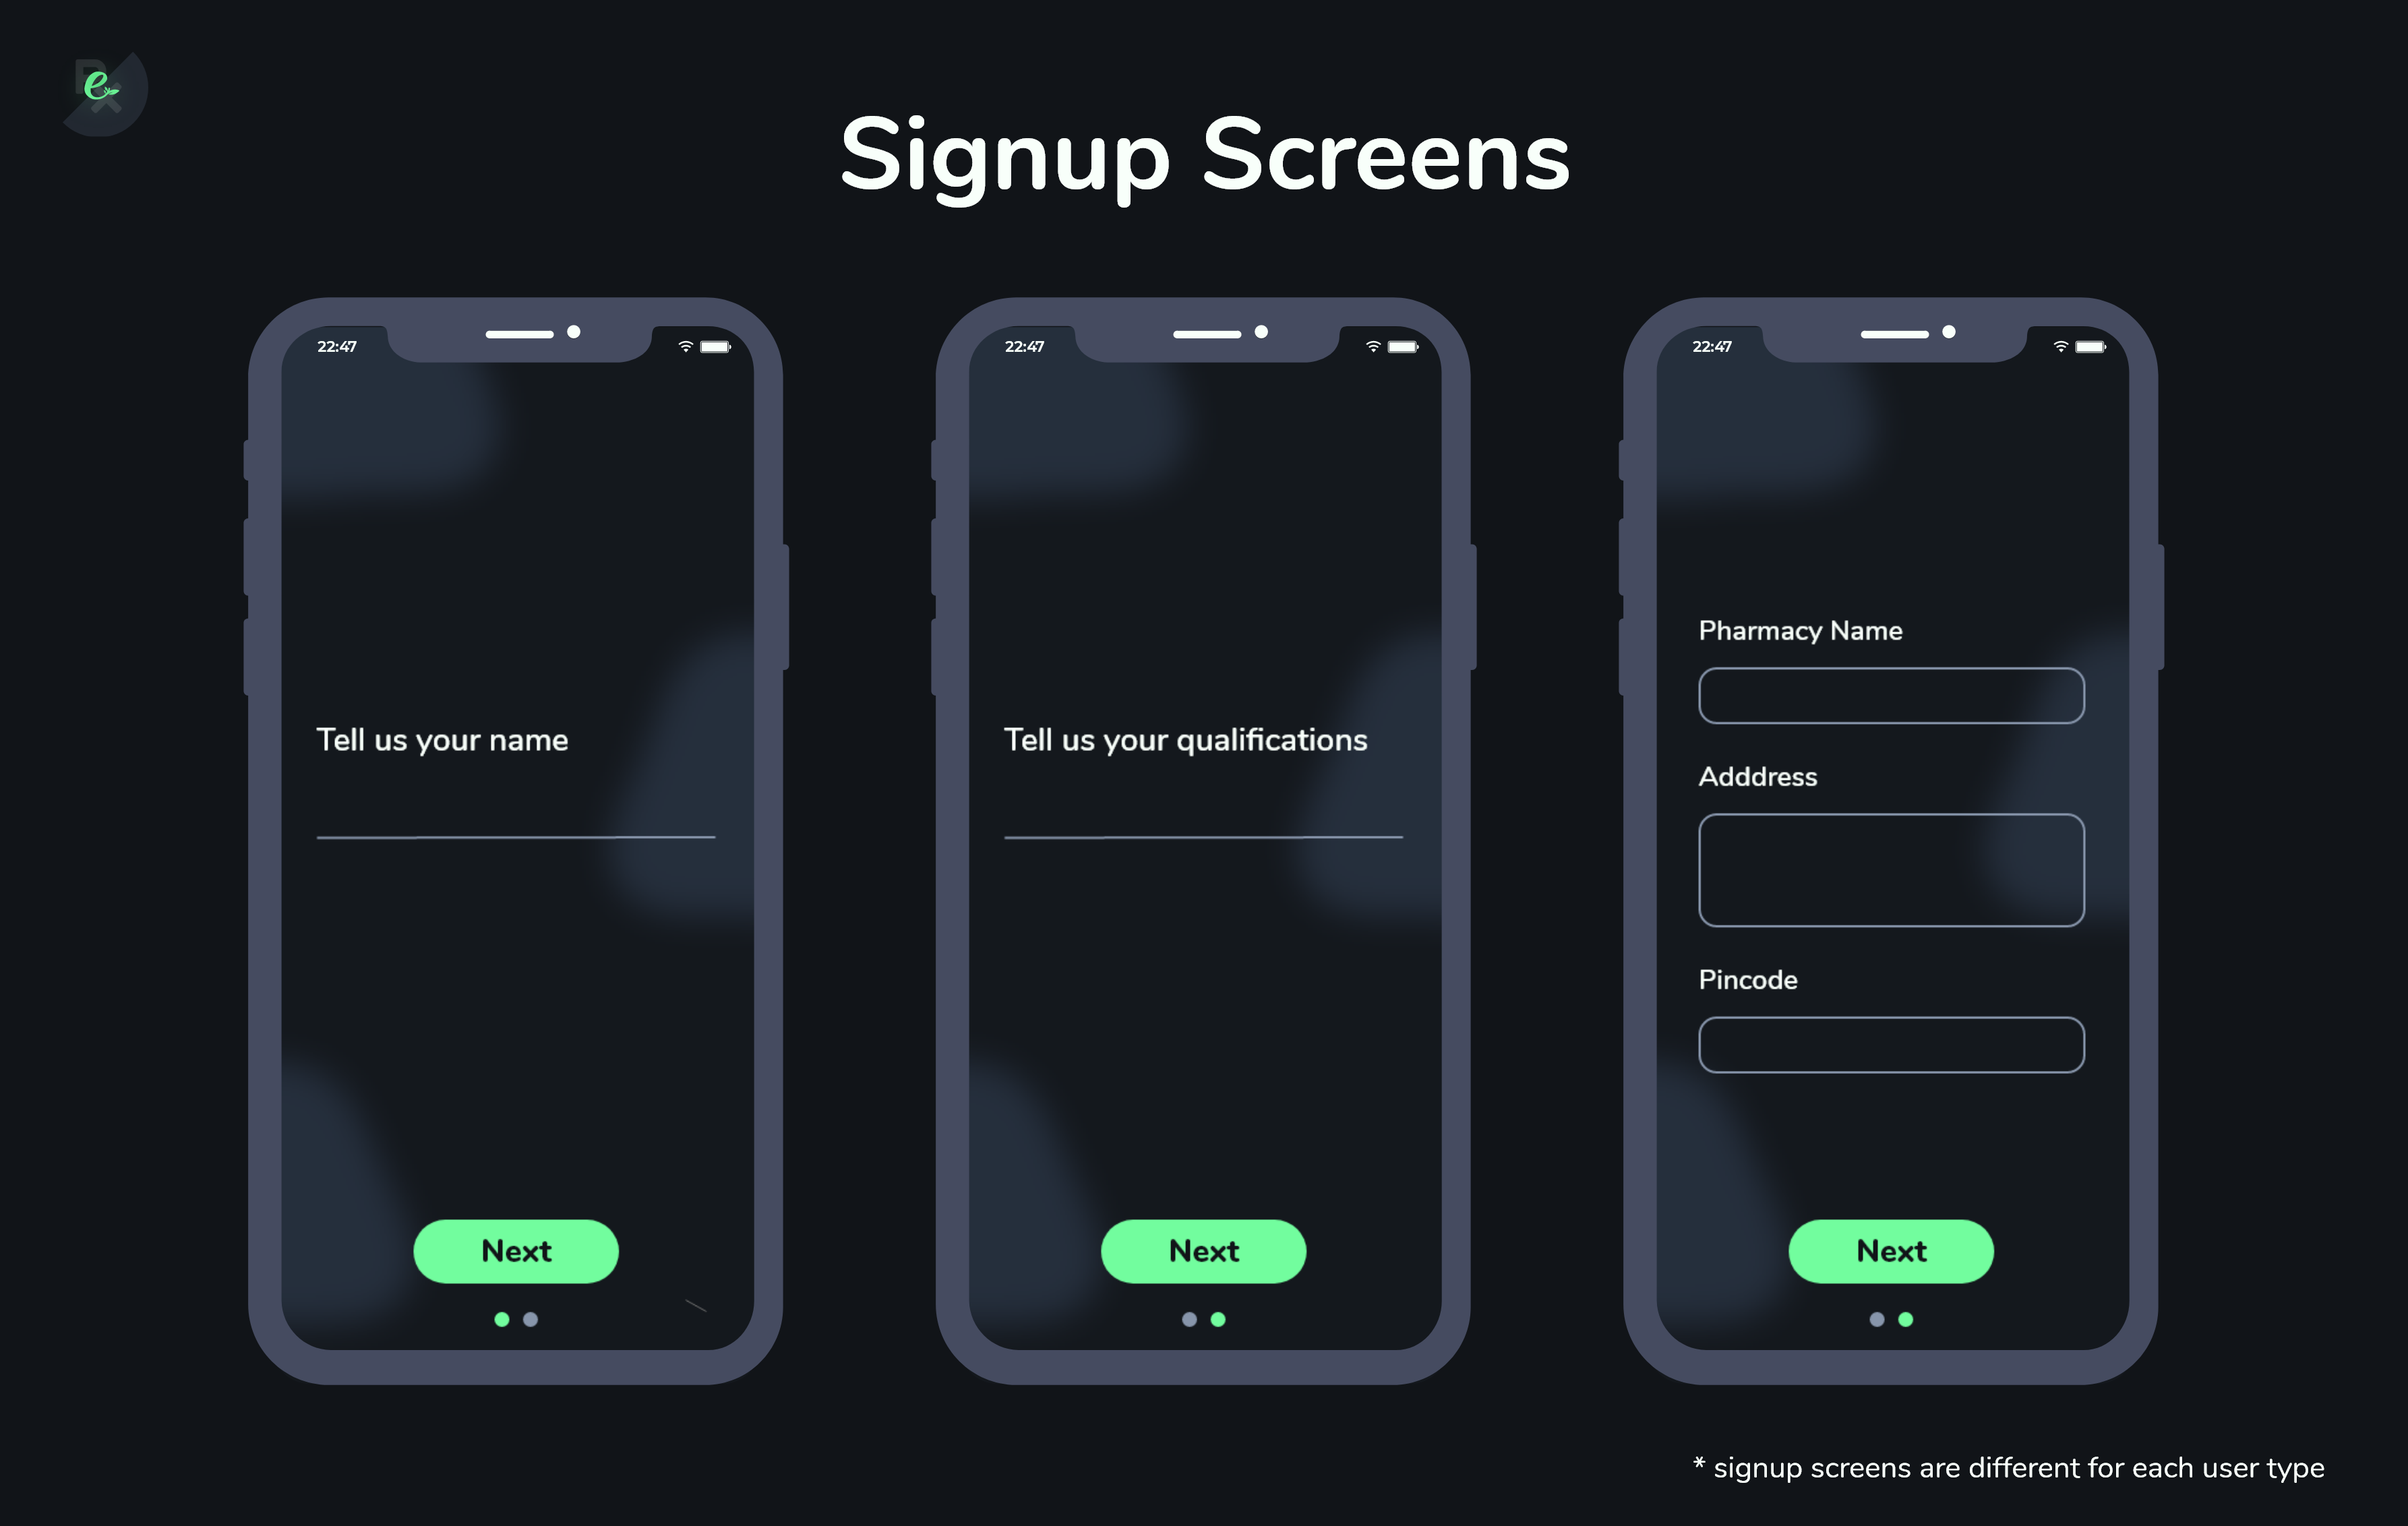 Rx
e
Signup Screens
22:47
22:47
22:47
Tell us your name
Tell us your qualifications
Pharmacy Name
Adddress
Pincode
Next
Next
Next
* signup screens are different for each user type